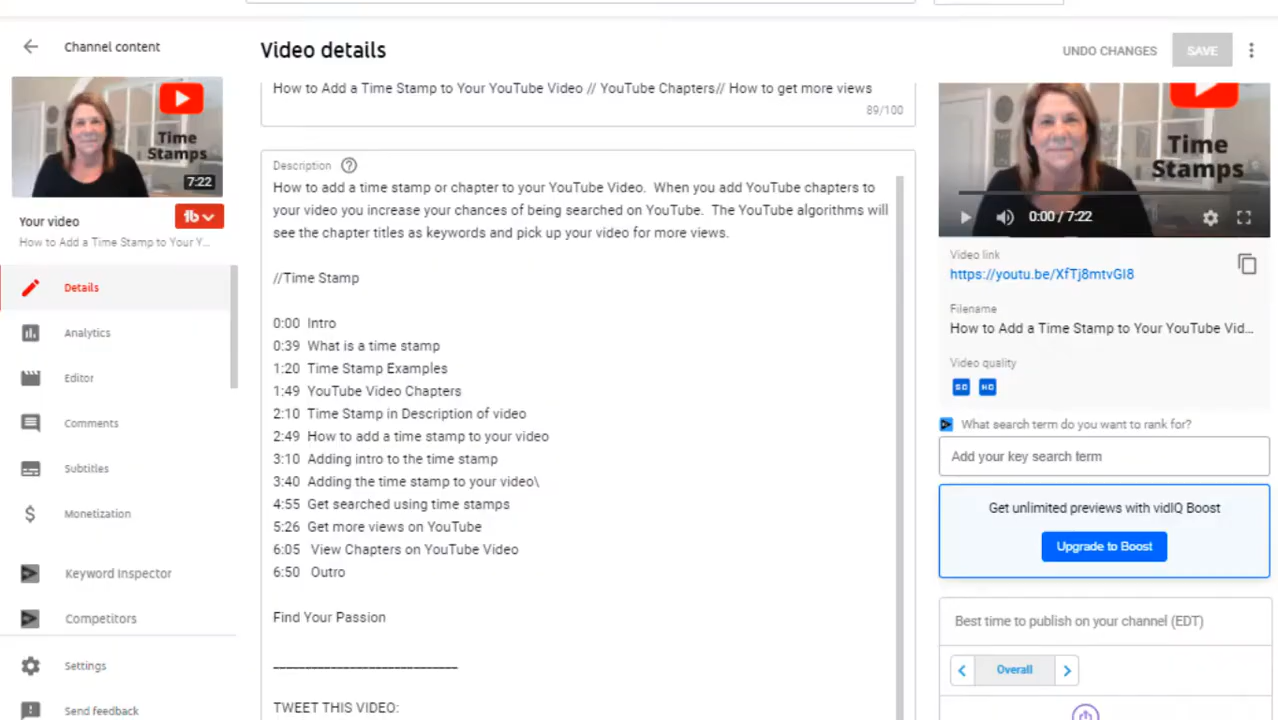 Channel content
Time
Stamps
7:22
Your video
How to Add a Time Stamp to Your Y...
Details
Analytics
Editor
Comments
Subtitles
Monetization
Keyword Inspector
Competitors
Settings
Send feedback
Video details
UNDO CHANGES
SAVE
How to Add a Time Stamp to Your YouTube Video // YouTube Chapters// How to get more views
89/100
Description
How to add a time stamp or chapter to your YouTube Video.  When you add YouTube chapters to
your video you increase your chances of being searched on YouTube.  The YouTube algorithms will
see the chapter titles as keywords and pick up your video for more views.
//Time Stamp
0:00  Intro
0:39  What is a time stamp
1:20  Time Stamp Examples
1:49  YouTube Video Chapters
2:10  Time Stamp in Description of video
2:49  How to add a time stamp to your video
3:10  Adding intro to the time stamp
3:40  Adding the time stamp to your video\
4:55  Get searched using time stamps
5:26  Get more views on YouTube
6:05   View Chapters on YouTube Video
6:50   Outro
Find Your Passion
____________________________
TWEET THIS VIDEO:
Time
Stamps
0:00 / 7:22
Video link
https://youtu.be/XfTj8mtvGI8
Filename
How to Add a Time Stamp to Your YouTube Vid...
Video quality
SD HD
What search term do you want to rank for?
Add your key search term
Get unlimited previews with vidIQ Boost
Upgrade to Boost
Best time to publish on your channel (EDT)
Overall